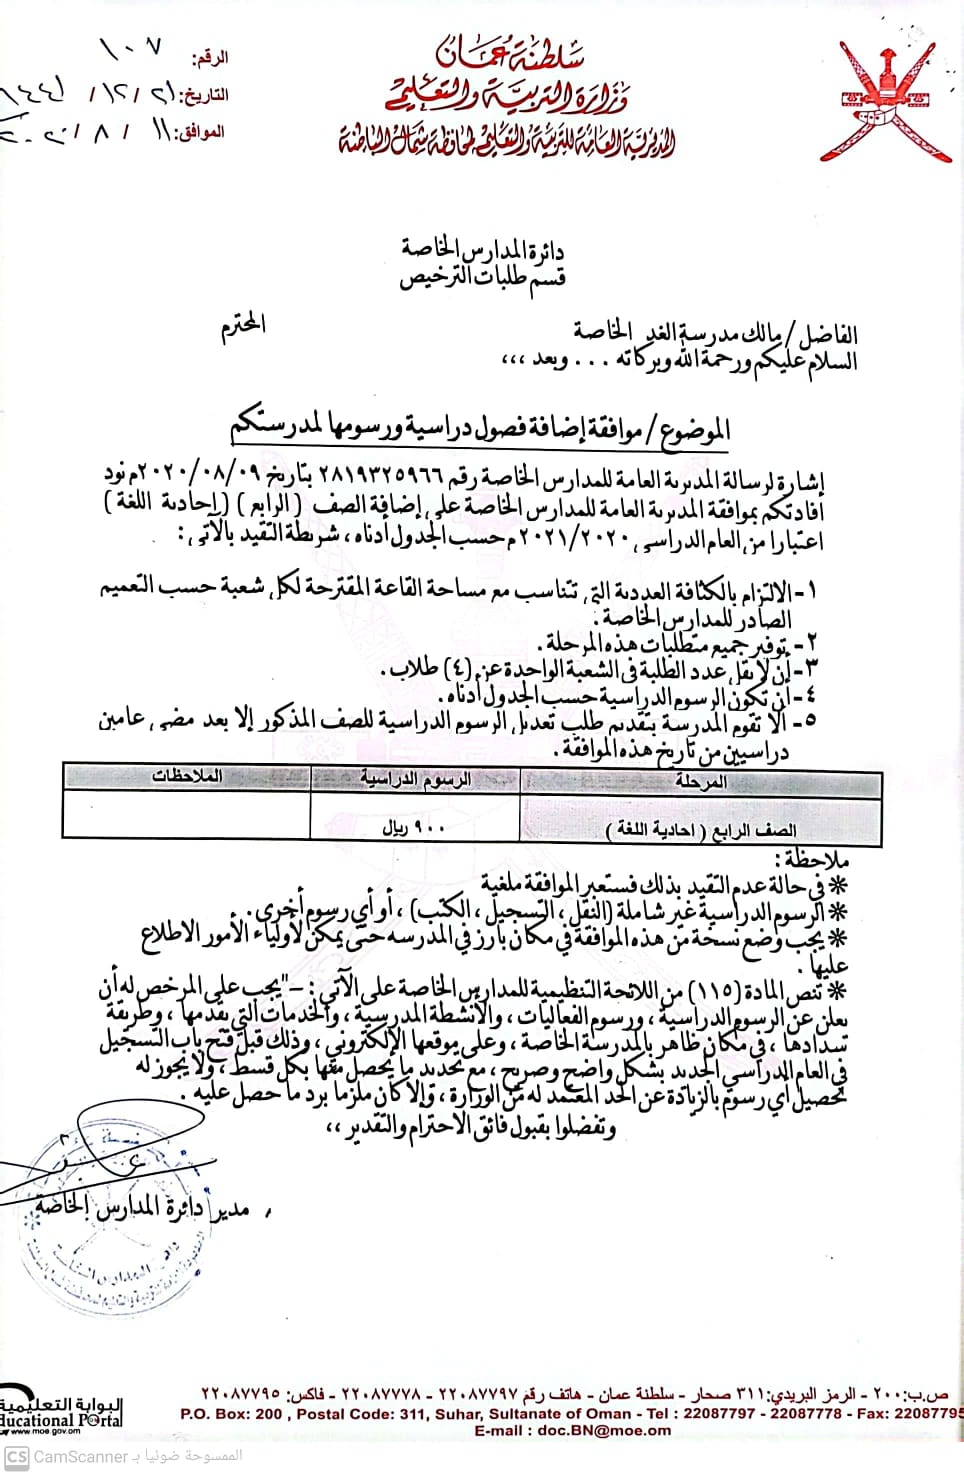 سلطنة عمان
وزارة التربية والتعليم
المديرية العامة للتربية والتعليم لمحافظة شمال الباطنة
الرقم: ١٠٧
التاريخ: ٢١ / ١٢ / ١٤٤١
الموافق: ١١ / ٨ / ٢٠٢٠
دائرة المدارس الخاصة
قسم طلبات الترخيص
الفاضل / مالك مدرسة الغد الخاصة المحترم
السلام عليكم ورحمة الله وبركاته ... وبعد ،،،
الموضوع / موافقة إضافة فصول دراسية ورسومها لمدرستكم
إشارة لرسالة المديرية العامة للمدارس الخاصة رقم ٢٨١٩٣٢٥٩٦٦ بتاريخ ٢٠٢٠/٠٨/٠٩م نود
افادتكم بموافقة المديرية العامة للمدارس الخاصة على إضافة الصف ( الرابع ) ( إحادية اللغة )
اعتبارا من العام الدراسي ٢٠٢١/٢٠٢٠ م حسب الجدول أدناه ، شريطة التقيد بالآتي :
١- الالتزام بالكثافة العددية التي تتناسب مع مساحة القاعة المقترحة لكل شعبة حسب التعميم
الصادر للمدارس الخاصة .
٢- توفير جميع متطلبات هذه المرحلة .
٣- أن لا يقل عدد الطلبة في الشعبة الواحدة عن (٤) طلاب .
٤- أن تكون الرسوم الدراسية حسب الجدول أدناه .
٥- ألا تقوم المدرسة بتقديم طلب تعديل الرسوم الدراسية للصف المذكور إلا بعد مضي عامين
دراسيين من تاريخ هذه الموافقة .
المرحلة الرسوم الدراسية الملاحظات
الصف الرابع ( احادية اللغة ) ٩٠٠ ريال
ملاحظة :
* في حالة عدم التقيد بذلك فستعبر الموافقة ملغية
* الرسوم الدراسية غير شاملة (النقل ، التسجيل ، الكتب) ، أو أي رسوم أخرى .
* يجب وضع نسخة من هذه الموافقة في مكان بارز في المدرسه حتى يمكن لأولياء الأمور الاطلاع
عليها .
* تنص المادة (١١٥) من اللائحة التنظيمية للمدارس الخاصة على الآتي : –"يجب على المرخص له أن
يعلن عن الرسوم الدراسية ، ورسوم الفعاليات ، والأنشطة المدرسية ، والخدمات التي يقدمها ، وطريقة
سدادها ، في مكان ظاهر بالمدرسة الخاصة ، وعلى موقعها الإلكتروني ، وذلك قبل فتح باب التسجيل
في العام الدراسي الجديد بشكل واضح وصريح ، مع تحديد ما يحصل منها بكل قسط ، ولا يجوز له
تحصيل أي رسوم بالزيادة عن الحد المعتمد له من الوزارة ، وإلا كان ملزما برد ما حصل عليه .
وتفضلوا بقبول فائق الاحترام والتقدير ،،
مدير دائرة المدارس الخاصة
ص.ب: ٢٠٠ - الرمز البريدي: ٣١١ صحار - سلطنة عمان - هاتف رقم ٢٢٠٨٧٧٩٧ - ٢٢٠٨٧٧٧٨ - فاكس: ٢٢٠٨٧٧٩٥
P.O. Box: 200 , Postal Code: 311, Suhar, Sultanate of Oman - Tel : 22087797 - 22087778 - Fax: 22087795
E-mail : doc.BN@moe.om
البوابة التعليمية
ducational Portal
www.moe.gov.om
CS CamScanner الممسوحة ضوئيا بـ